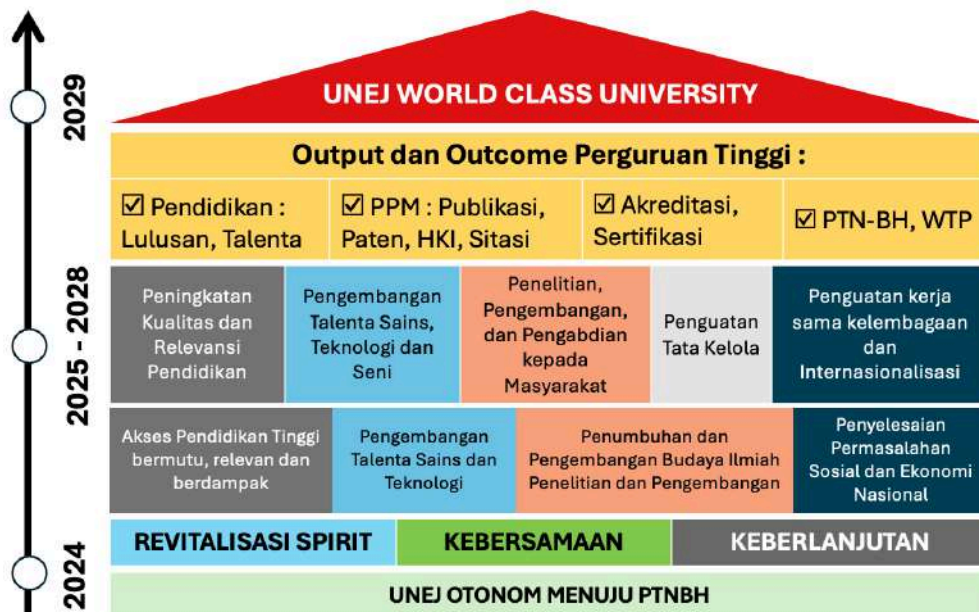 2029
UNEJ WORLD CLASS UNIVERSITY
Output dan Outcome Perguruan Tinggi :
☑ Pendidikan :
Lulusan, Talenta
☑ PPM : Publikasi,
Paten, HKI, Sitasi
☑ Akreditasi,
Sertifikasi
☑ PTN-BH, WTP
2025 - 2028
Peningkatan
Kualitas dan
Relevansi
Pendidikan
Pengembangan
Talenta Sains,
Teknologi dan
Seni
Penelitian,
Pengembangan,
dan Pengabdian
kepada
Masyarakat
Penguatan
Tata Kelola
Penguatan kerja
sama kelembagaan
dan
Internasionalisasi
Akses Pendidikan Tinggi
bermutu, relevan dan
berdampak
Pengembangan
Talenta Sains dan
Teknologi
Penumbuhan dan
Pengembangan Budaya Ilmiah
Penelitian dan Pengembangan
Penyelesaian
Permasalahan
Sosial dan Ekonomi
Nasional
2024
REVITALISASI SPIRIT
KEBERSAMAAN
KEBERLANJUTAN
UNEJ OTONOM MENUJU PTNBH